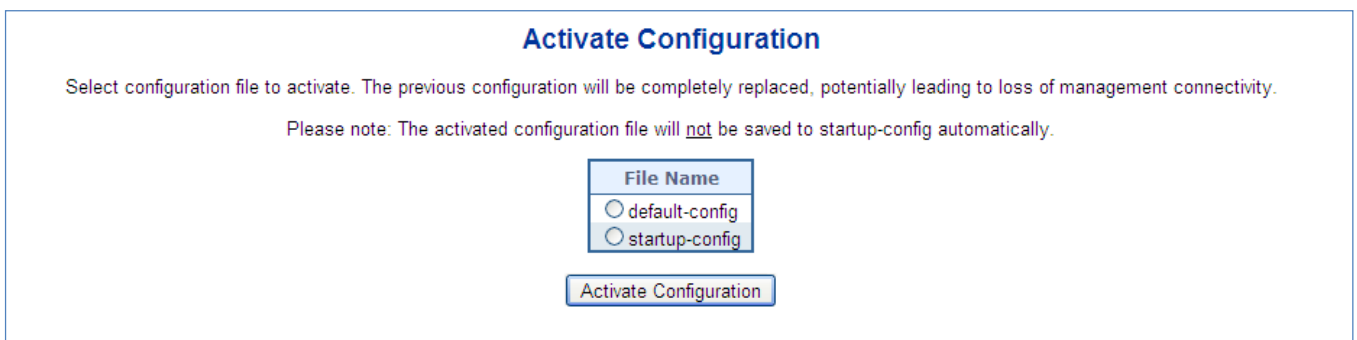 Activate Configuration
Select configuration file to activate. The previous configuration will be completely replaced, potentially leading to loss of management connectivity.
Please note: The activated configuration file will not be saved to startup-config automatically.
File Name
default-config
startup-config
Activate Configuration